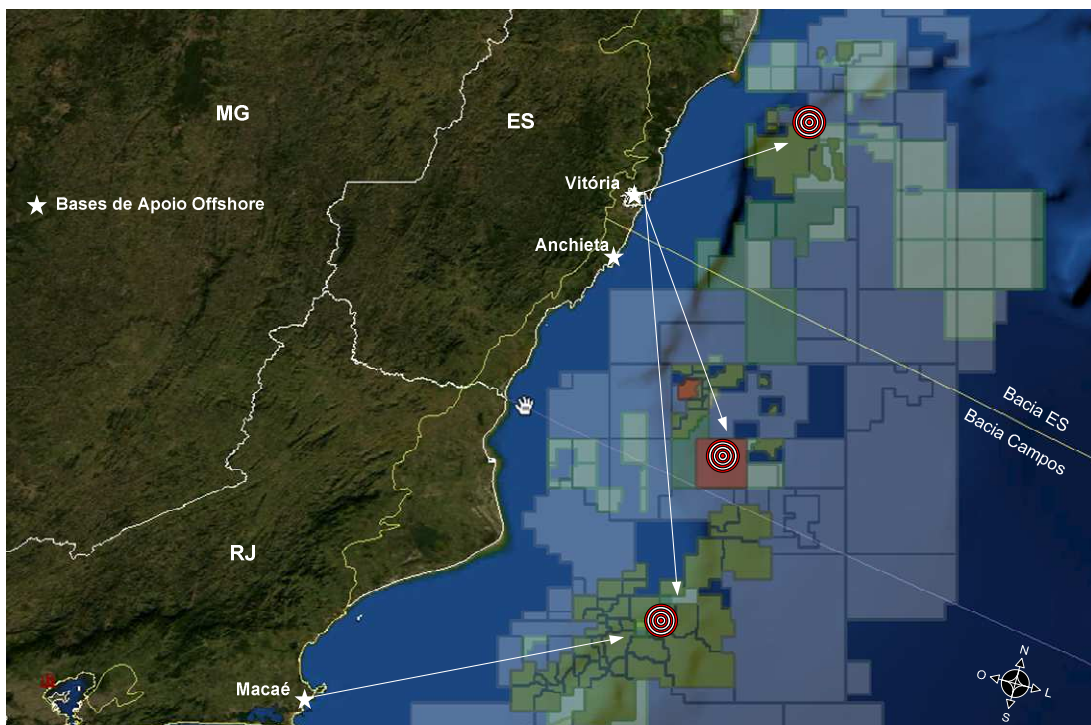 MG
ES
Vitória
Bases de Apoio Offshore
Anchieta
Bacia ES
Bacia Campos
RJ
Macaé
N
O
L
S